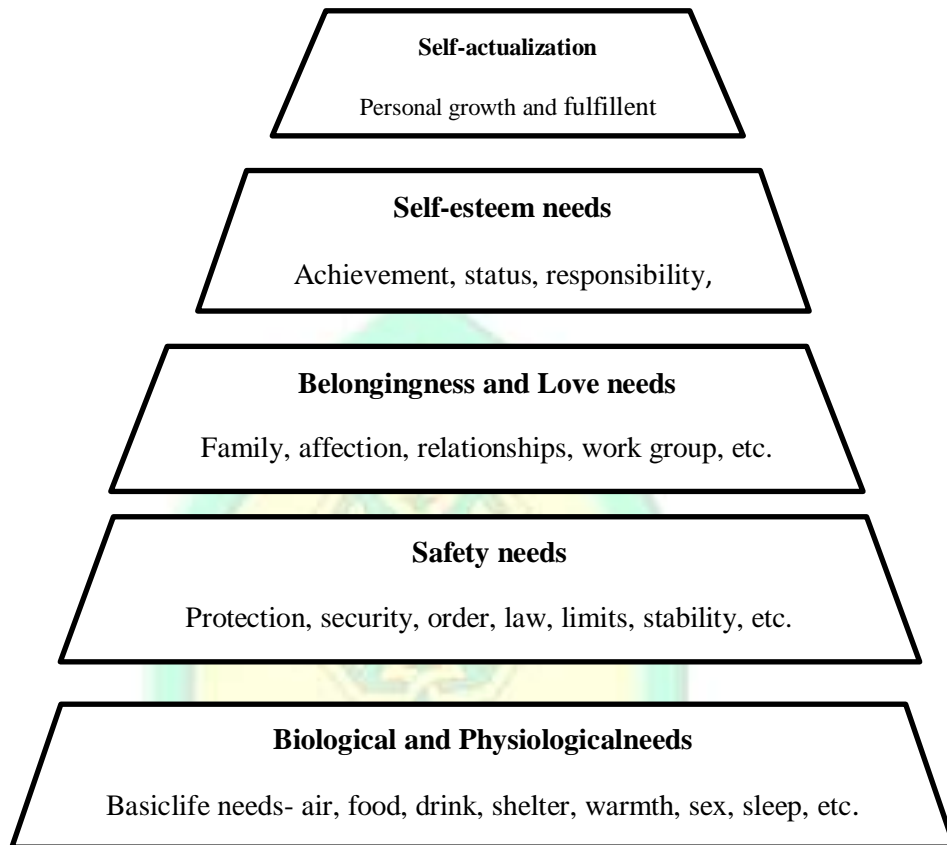 Self-actualization
Personal growth and fulfillent
Self-esteem needs
Achievement, status, responsibility,
Belongingness and Love needs
Family, affection, relationships, work group, etc.
Safety needs
Protection, security, order, law, limits, stability, etc.
Biological and Physiologicalneeds
Basiclife needs- air, food, drink, shelter, warmth, sex, sleep, etc.